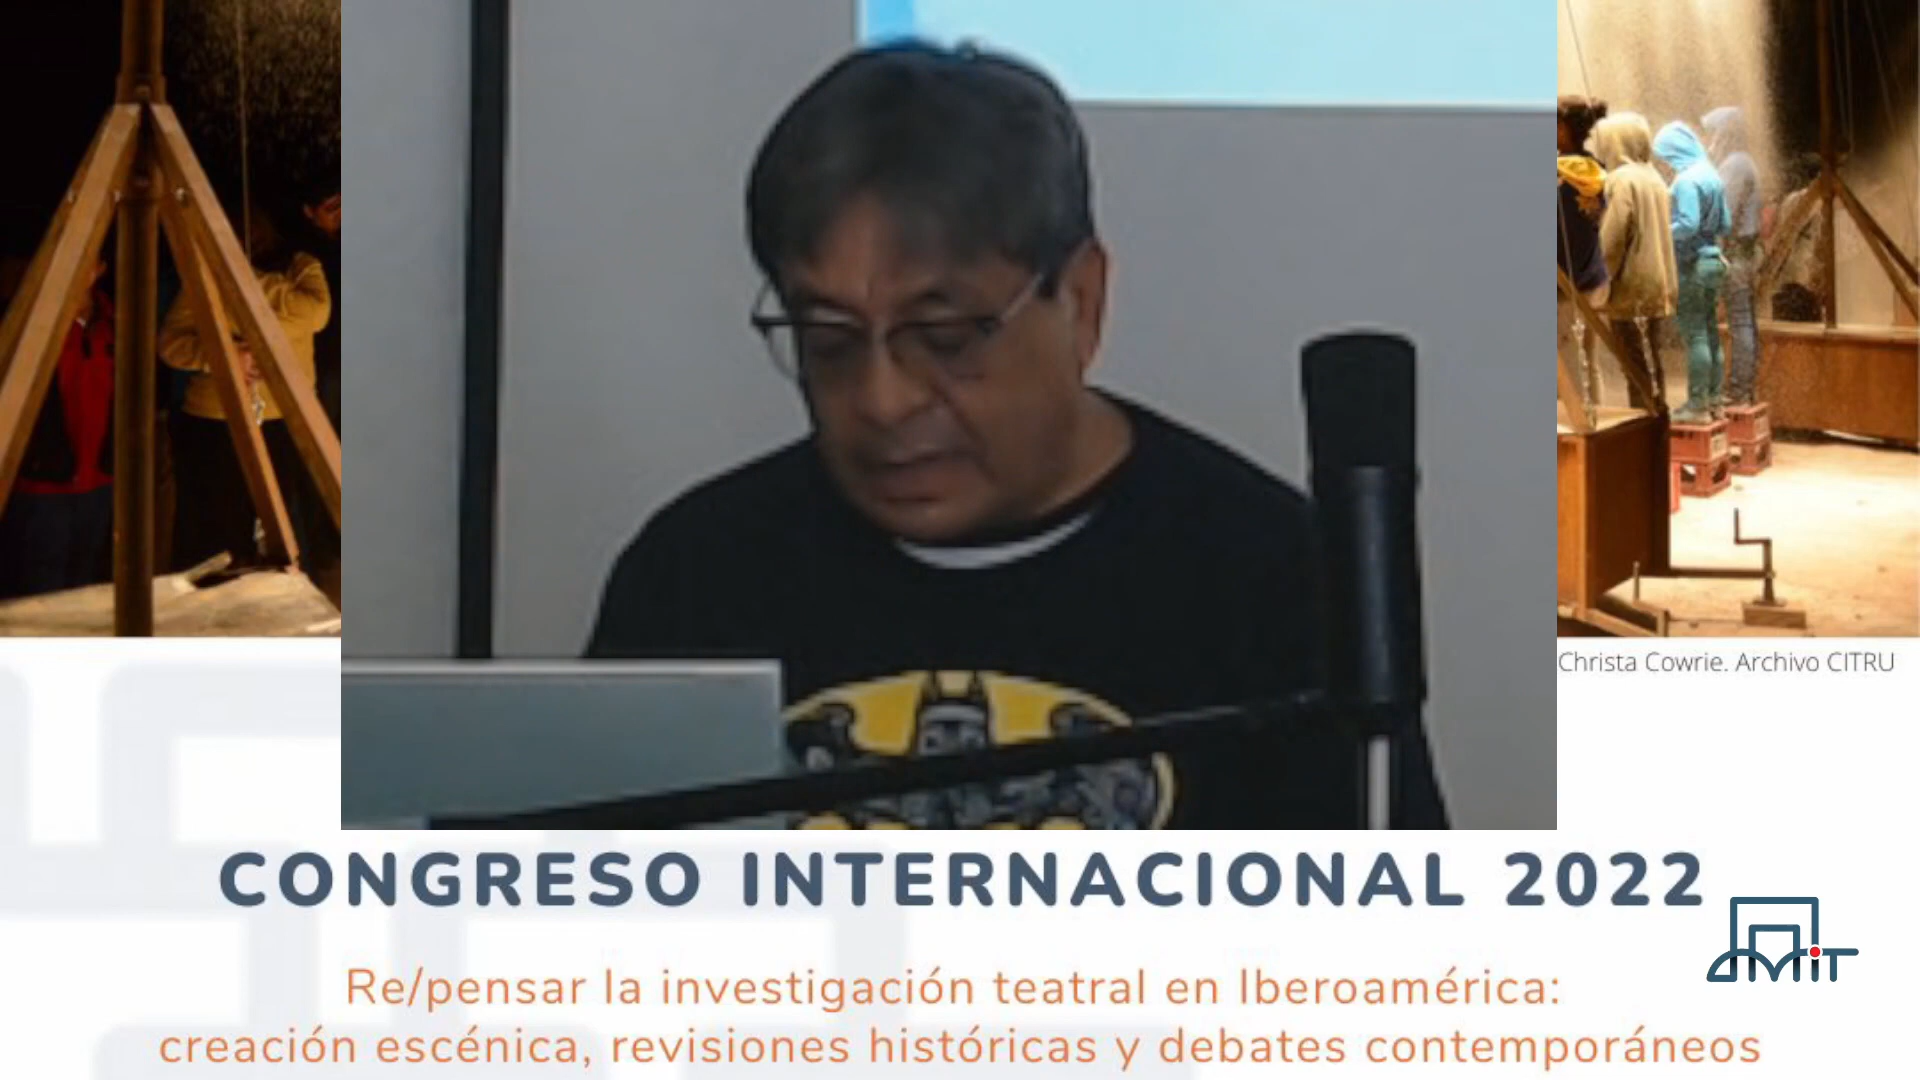 Christa Cowrie. Archivo CITRU
CONGRESO INTERNACIONAL 2022
AMiT
Re/pensar la investigación teatral en Iberoamérica:
creación escénica, revisiones históricas y debates contemporáneos